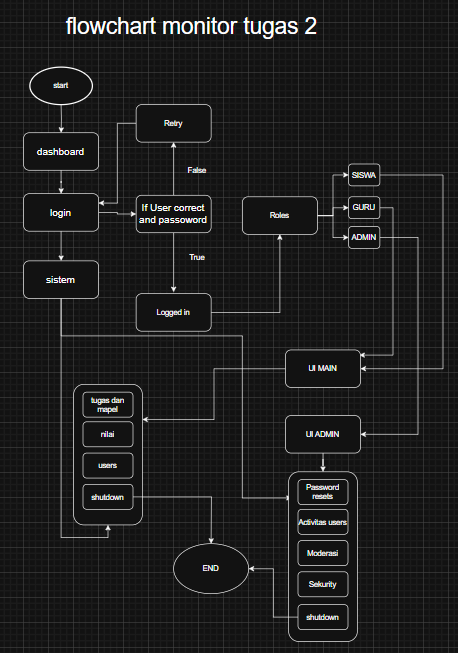 flowchart monitor tugas 2
start
dashboard
login
sistem
Retry
False
If User correct
and passoword
True
Logged in
Roles
SISWA
GURU
ADMIN
UI MAIN
UI ADMIN
tugas dan
mapel
nilai
users
shutdown
END
Password
resets
Activitas users
Moderasi
Sekurity
shutdown